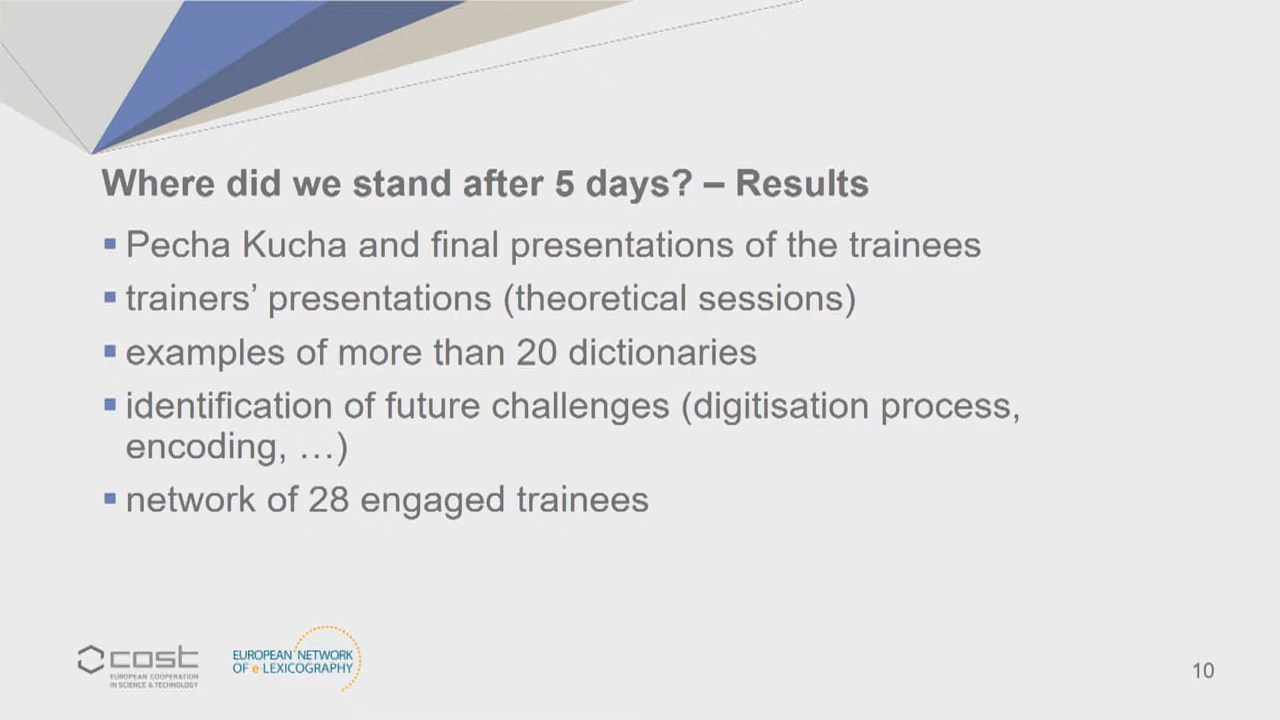 Where did we stand after 5 days? – Results
▪ Pecha Kucha and final presentations of the trainees
▪ trainers’ presentations (theoretical sessions)
▪ examples of more than 20 dictionaries
▪ identification of future challenges (digitisation process,
encoding, …)
▪ network of 28 engaged trainees
cost
EUROPEAN COOPERATION
IN SCIENCE & TECHNOLOGY
EUROPEAN NETWORK
OF e-LEXICOGRAPHY
10